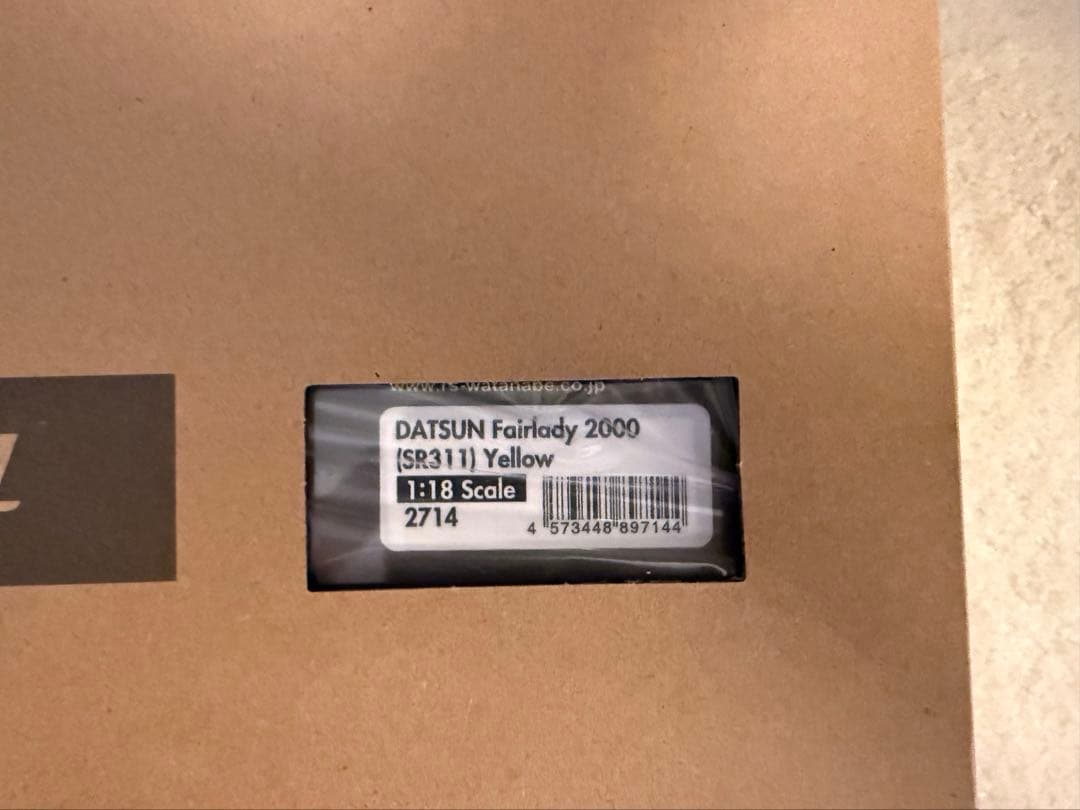 www.rs-watanabe.co.jp
DATSUN Fairlady 2000
(SR311) Yellow
1:18 Scale
2714
4 573448 897144